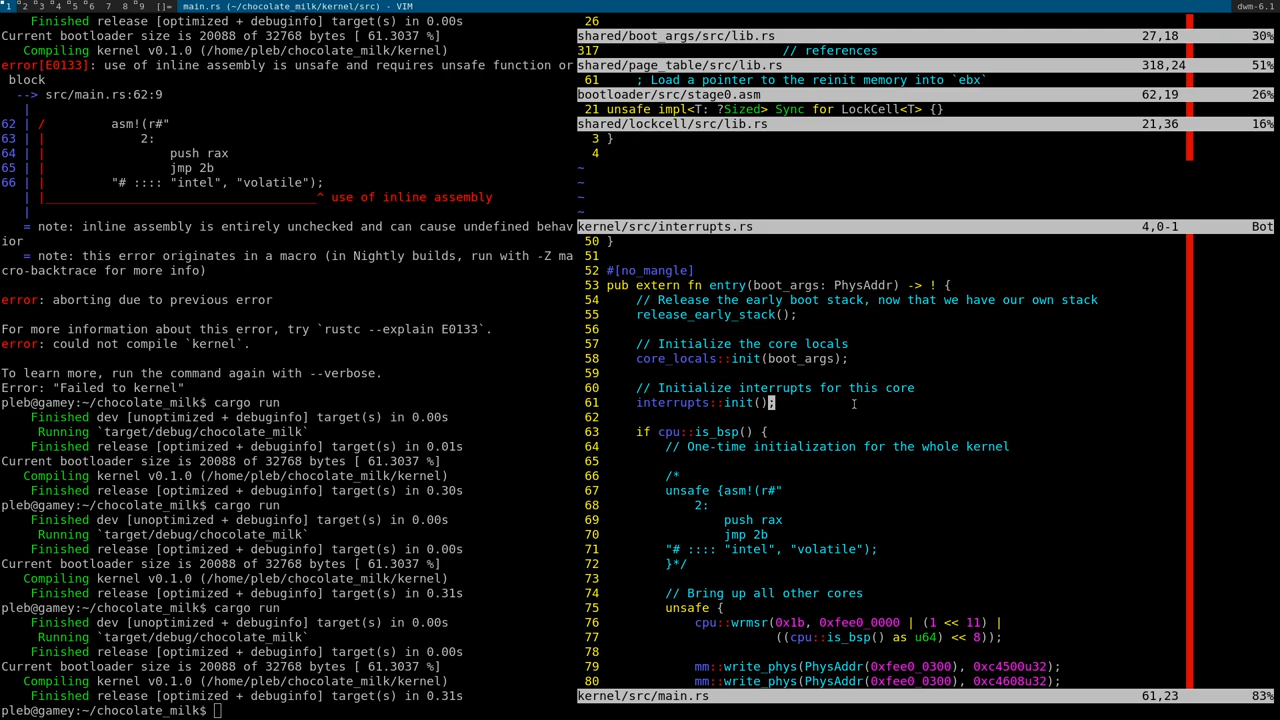 1 2 3 4 5 6 7 8 9 []= main.rs (~/chocolate_milk/kernel/src) - VIM dwm-6.1
Finished release [optimized + debuginfo] target(s) in 0.00s
Current bootloader size is 20088 of 32768 bytes [ 61.3037 %]
Compiling kernel v0.1.0 (/home/pleb/chocolate_milk/kernel)
error[E0133]: use of inline assembly is unsafe and requires unsafe function or
block
--> src/main.rs:62:9
|
62 | / asm!(r#"
63 | | 2:
64 | | push rax
65 | | jmp 2b
66 | | "# :::: "intel", "volatile");
| |_____________________________________^ use of inline assembly
|
= note: inline assembly is entirely unchecked and can cause undefined behav
ior
= note: this error originates in a macro (in Nightly builds, run with -Z ma
cro-backtrace for more info)
error: aborting due to previous error
For more information about this error, try `rustc --explain E0133`.
error: could not compile `kernel`.
To learn more, run the command again with --verbose.
Error: "Failed to kernel"
pleb@gamey:~/chocolate_milk$ cargo run
Finished dev [unoptimized + debuginfo] target(s) in 0.00s
Running `target/debug/chocolate_milk`
Finished release [optimized + debuginfo] target(s) in 0.01s
Current bootloader size is 20088 of 32768 bytes [ 61.3037 %]
Compiling kernel v0.1.0 (/home/pleb/chocolate_milk/kernel)
Finished release [optimized + debuginfo] target(s) in 0.30s
pleb@gamey:~/chocolate_milk$ cargo run
Finished dev [unoptimized + debuginfo] target(s) in 0.00s
Running `target/debug/chocolate_milk`
Finished release [optimized + debuginfo] target(s) in 0.00s
Current bootloader size is 20088 of 32768 bytes [ 61.3037 %]
Compiling kernel v0.1.0 (/home/pleb/chocolate_milk/kernel)
Finished release [optimized + debuginfo] target(s) in 0.31s
pleb@gamey:~/chocolate_milk$ cargo run
Finished dev [unoptimized + debuginfo] target(s) in 0.00s
Running `target/debug/chocolate_milk`
Finished release [optimized + debuginfo] target(s) in 0.00s
Current bootloader size is 20088 of 32768 bytes [ 61.3037 %]
Compiling kernel v0.1.0 (/home/pleb/chocolate_milk/kernel)
Finished release [optimized + debuginfo] target(s) in 0.31s
pleb@gamey:~/chocolate_milk$
26
shared/boot_args/src/lib.rs 27,18 30%
317 // references
shared/page_table/src/lib.rs 318,24 51%
61 ; Load a pointer to the reinit memory into `ebx`
bootloader/src/stage0.asm 62,19 26%
21 unsafe impl<T: ?Sized> Sync for LockCell<T> {}
shared/lockcell/src/lib.rs 21,36 16%
3 }
4
~
~
~
~
kernel/src/interrupts.rs 4,0-1 Bot
50 }
51
52 #[no_mangle]
53 pub extern fn entry(boot_args: PhysAddr) -> ! {
54 // Release the early boot stack, now that we have our own stack
55 release_early_stack();
56
57 // Initialize the core locals
58 core_locals::init(boot_args);
59
60 // Initialize interrupts for this core
61 interrupts::init();
62
63 if cpu::is_bsp() {
64 // One-time initialization for the whole kernel
65
66 /*
67 unsafe {asm!(r#"
68 2:
69 push rax
70 jmp 2b
71 "# :::: "intel", "volatile");
72 }*/
73
74 // Bring up all other cores
75 unsafe {
76 cpu::wrmsr(0x1b, 0xfee0_0000 | (1 << 11) |
77 ((cpu::is_bsp() as u64) << 8));
78
79 mm::write_phys(PhysAddr(0xfee0_0300), 0xc4500u32);
80 mm::write_phys(PhysAddr(0xfee0_0300), 0xc4608u32);
kernel/src/main.rs 61,23 83%